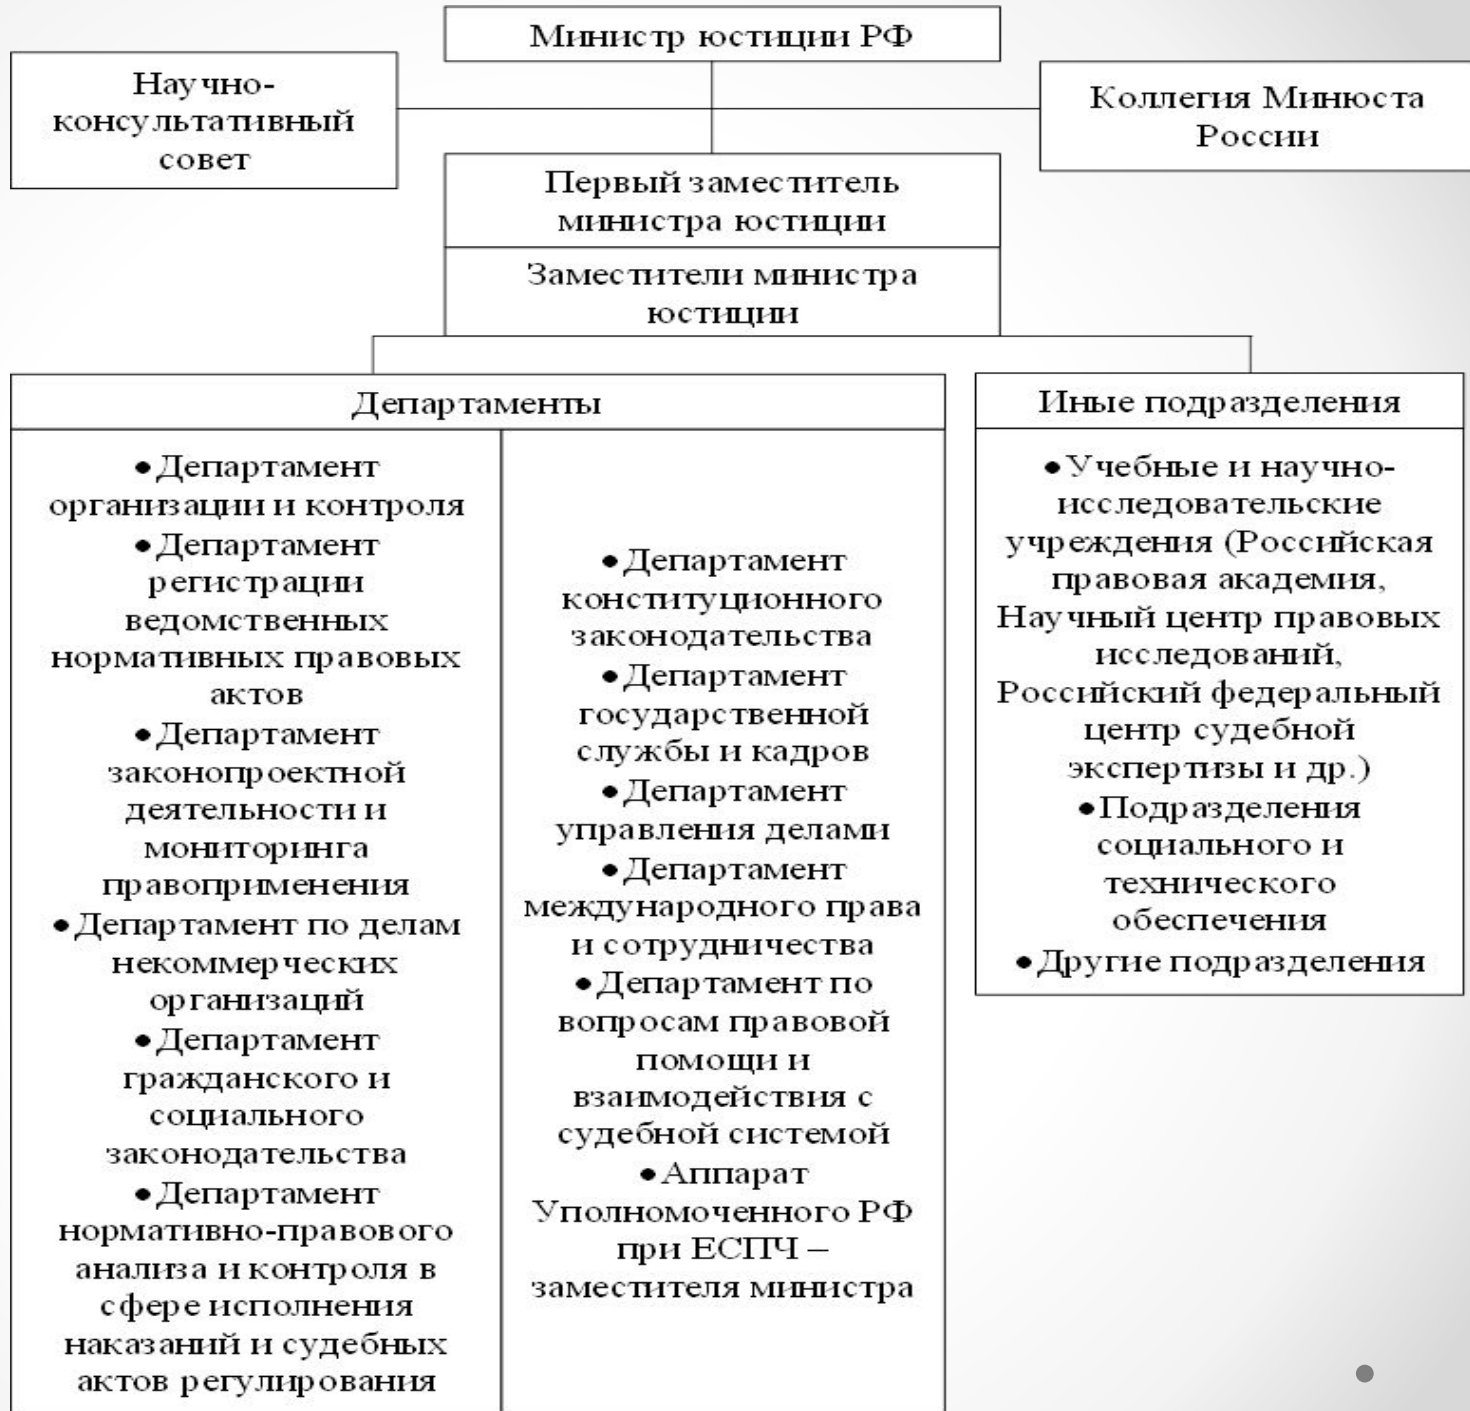 Министр юстиции РФ
Научно-
консультативный
совет
Коллегия Минюста
России
Первый заместитель
министра юстиции
Заместители министра
юстиции
Департаменты
• Департамент
организации и контроля
• Департамент
регистрации
ведомственных
нормативных правовых
актов
• Департамент
законопроектной
деятельности и
мониторинга
правоприменения
• Департамент по делам
некоммерческих
организаций
• Департамент
гражданского и
социального
законодательства
• Департамент
нормативно-правового
анализа и контроля в
сфере исполнения
наказаний и судебных
актов регулирования
• Департамент
конституционного
законодательства
• Департамент
государственной
службы и кадров
• Департамент
управления делами
• Департамент
международного права
и сотрудничества
• Департамент по
вопросам правовой
помощи и
взаимодействия с
судебной системой
• Аппарат
Уполномоченного РФ
при ЕСПЧ –
заместителя министра
Иные подразделения
• Учебные и научно-
исследовательские
учреждения (Российская
правовая академия,
Научный центр правовых
исследований,
Российский федеральный
центр судебной
экспертизы и др.)
• Подразделения
социального и
технического
обеспечения
• Другие подразделения